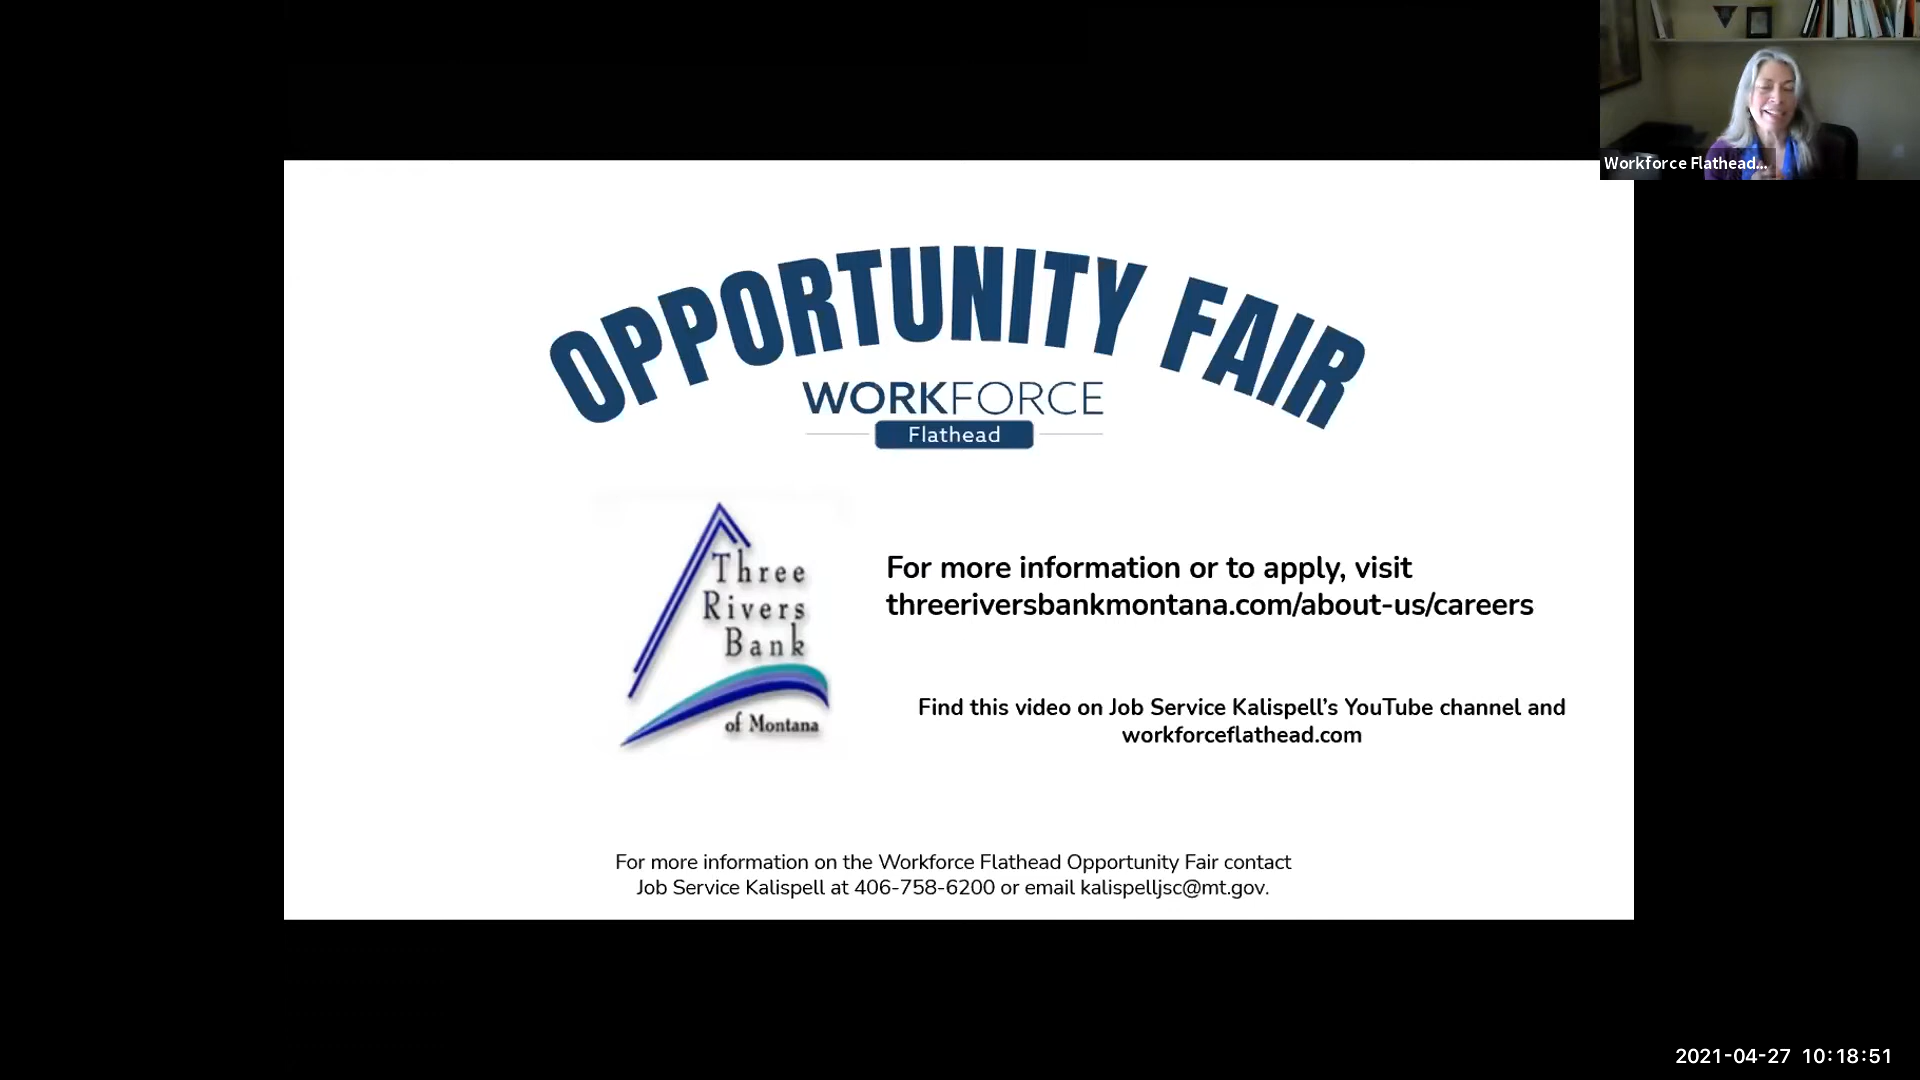 Workforce Flathead...
OPPORTUNITY FAIR
WORKFORCE
Flathead
Three
Rivers
Bank
of Montana
For more information or to apply, visit
threeriversbankmontana.com/about-us/careers
Find this video on Job Service Kalispell’s YouTube channel and
workforceflathead.com
For more information on the Workforce Flathead Opportunity Fair contact
Job Service Kalispell at 406-758-6200 or email kalispelljsc@mt.gov.
2021-04-27 10:18:51